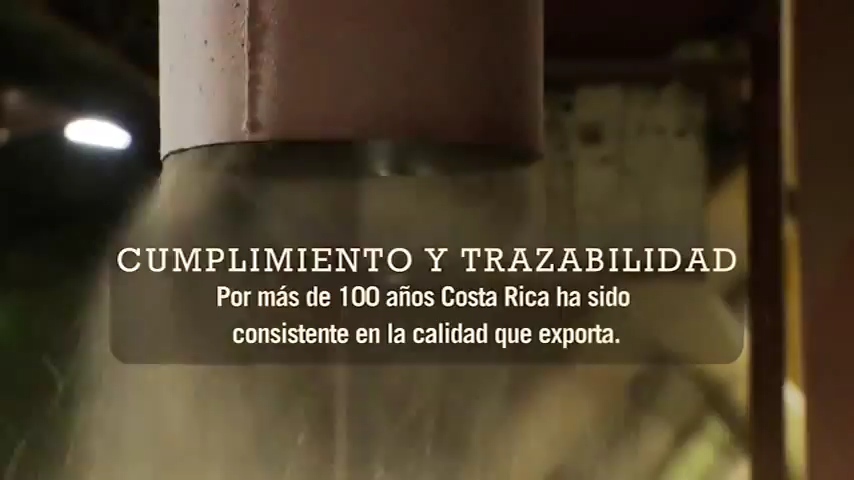 CUMPLIMIENTO Y TRAZABILIDAD
Por más de 100 años Costa Rica ha sido
consistente en la calidad que exporta.